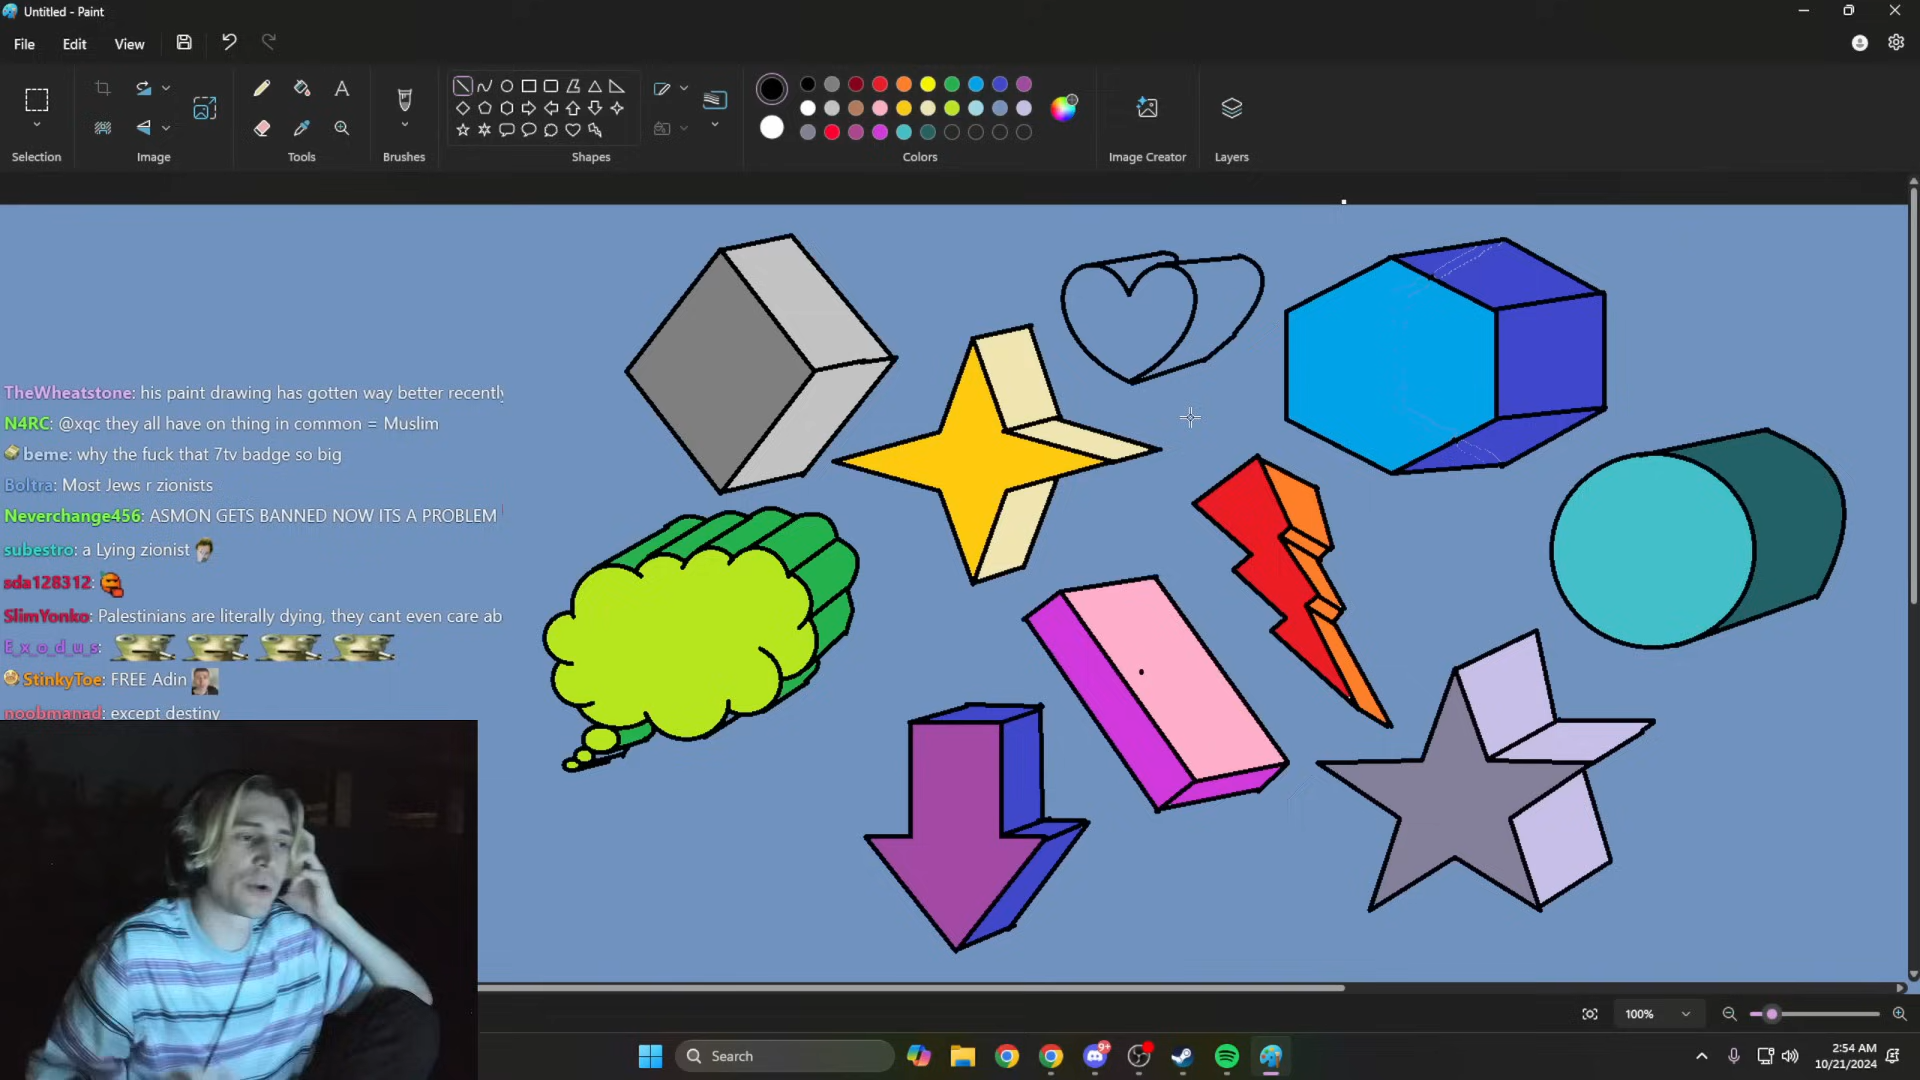 Untitled - Paint
File
Edit
View
Selection
Image
Tools
Brushes
Shapes
Colors
Image Creator
Layers
TheWheatstone: his paint drawing has gotten way better recently
N4RC: @xqc they all have on thing in common = Muslim
beme: why the fuck that 7tv badge so big
Boltra: Most Jews r zionists
Neverchange456: ASMON GETS BANNED NOW ITS A PROBLEM
subestro: a Lying zionist
sda128312:
SlimYonko: Palestinians are literally dying, they cant even care ab
E_x_o_d_u_s:
StinkyToe: FREE Adin
noobmanad: except destiny
100%
Search
9+
2:54 AM
10/21/2024